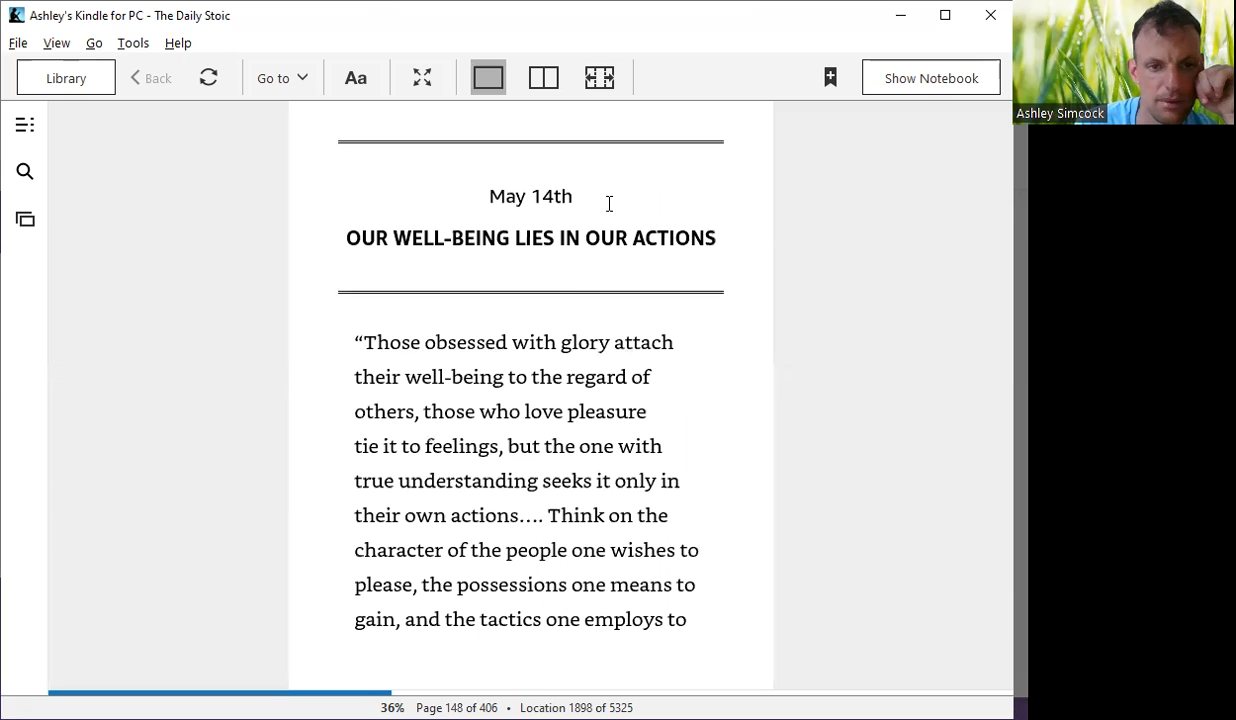 Ashley's Kindle for PC - The Daily Stoic
File View Go Tools Help
Library Back Go to Aa Show Notebook
Ashley Simcock
May 14th
OUR WELL-BEING LIES IN OUR ACTIONS
“Those obsessed with glory attach
their well-being to the regard of
others, those who love pleasure
tie it to feelings, but the one with
true understanding seeks it only in
their own actions.... Think on the
character of the people one wishes to
please, the possessions one means to
gain, and the tactics one employs to
36% Page 148 of 406 • Location 1898 of 5325